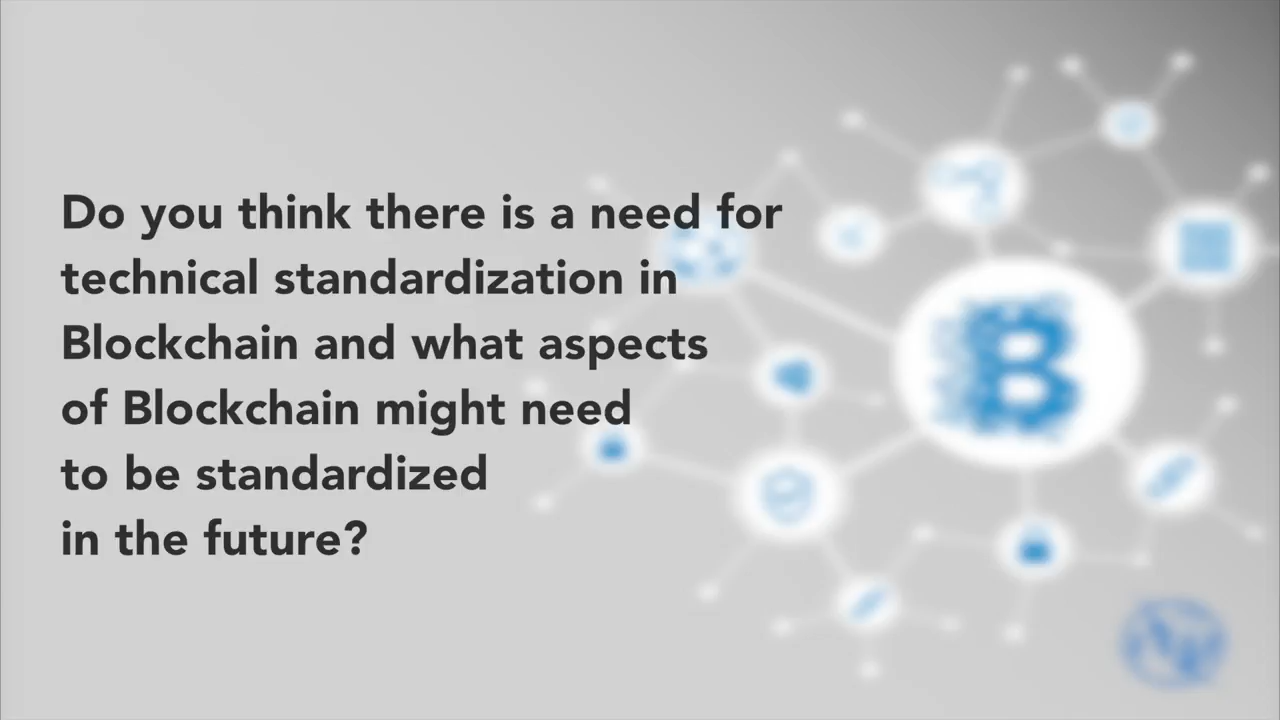 Do you think there is a need for
technical standardization in
Blockchain and what aspects
of Blockchain might need
to be standardized
in the future?